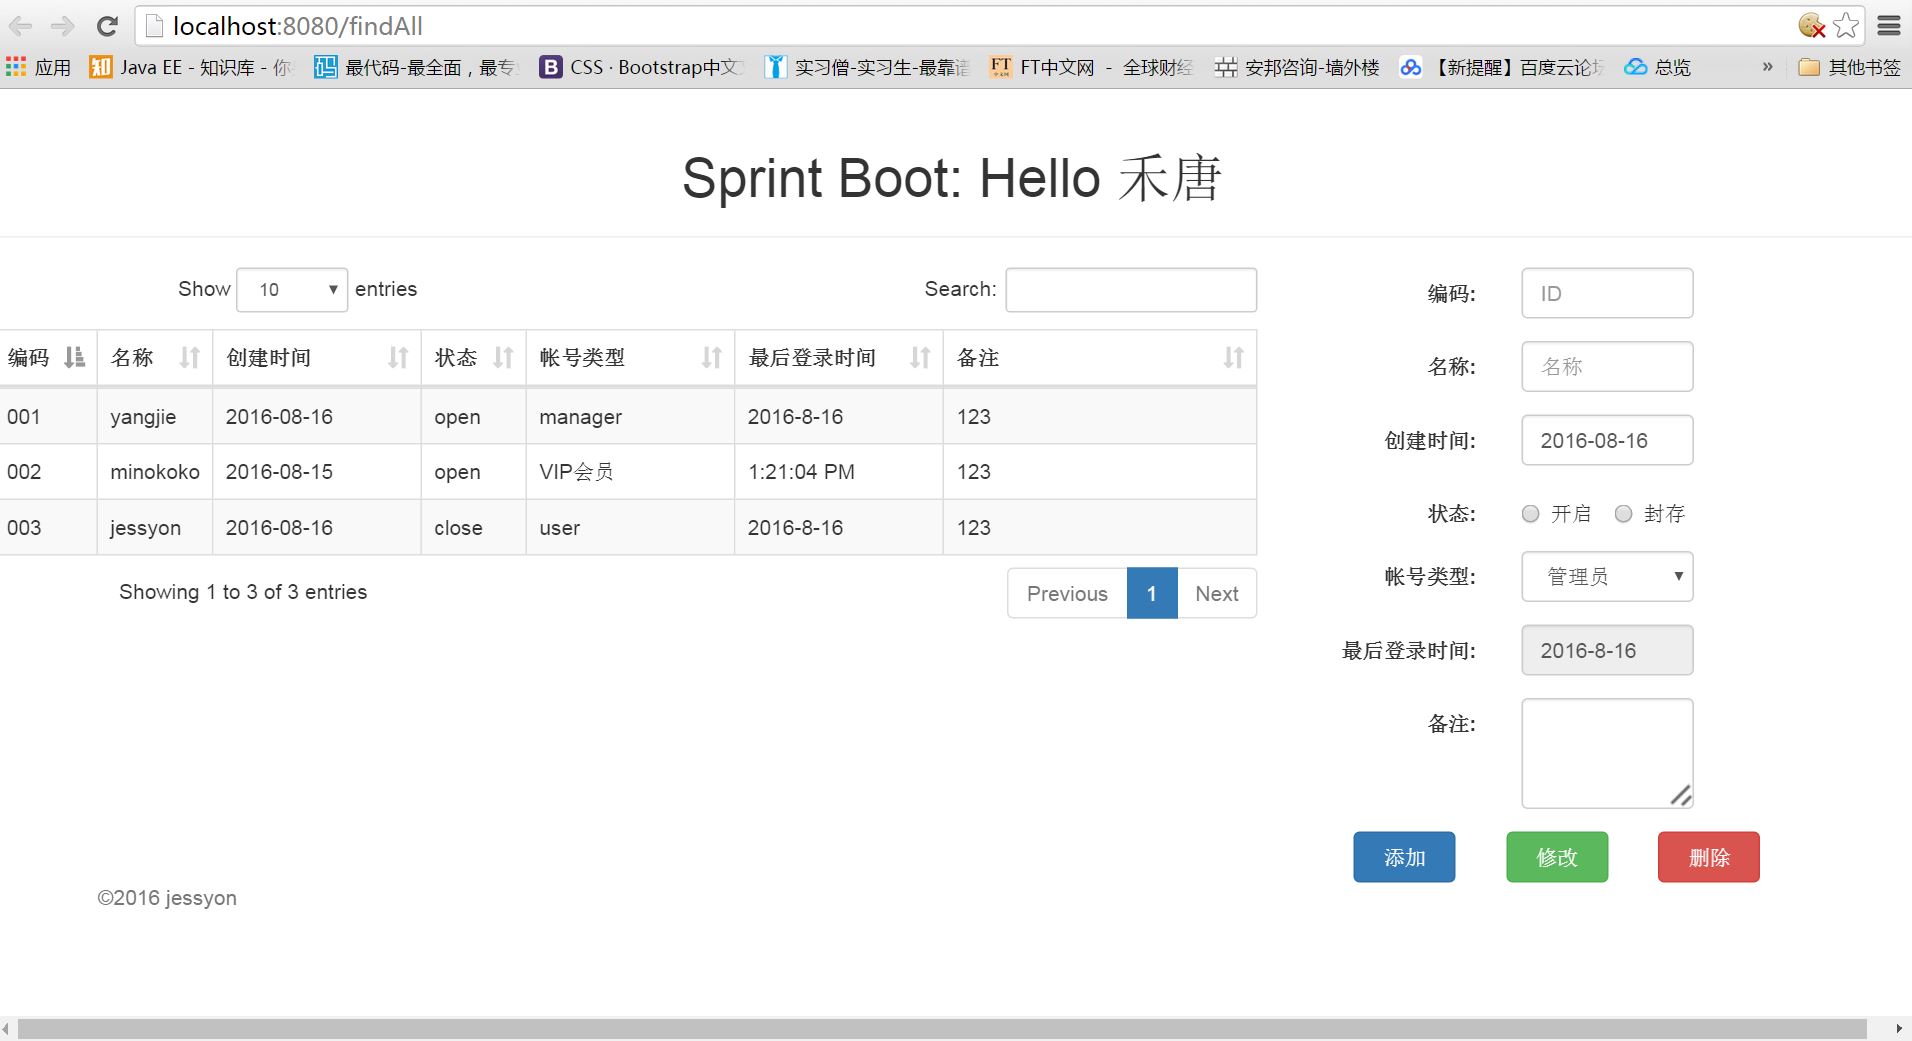 localhost:8080/findAll
应用 Java EE - 知识库 - 你 最代码-最全面，最专 CSS · Bootstrap中文 实习僧-实习生-最靠谱 FT中文网 - 全球财经 安邦咨询-墙外楼 【新提醒】百度云论坛 总览 » 其他书签
Sprint Boot: Hello 禾唐
Show 10 entries
Search:
编码 名称 创建时间 状态 帐号类型 最后登录时间 备注
001 yangjie 2016-08-16 open manager 2016-8-16 123
002 minokoko 2016-08-15 open VIP会员 1:21:04 PM 123
003 jessyon 2016-08-16 close user 2016-8-16 123
Showing 1 to 3 of 3 entries
Previous 1 Next
编码: ID
名称: 名称
创建时间: 2016-08-16
状态: 开启 封存
帐号类型: 管理员
最后登录时间: 2016-8-16
备注:
添加 修改 删除
©2016 jessyon